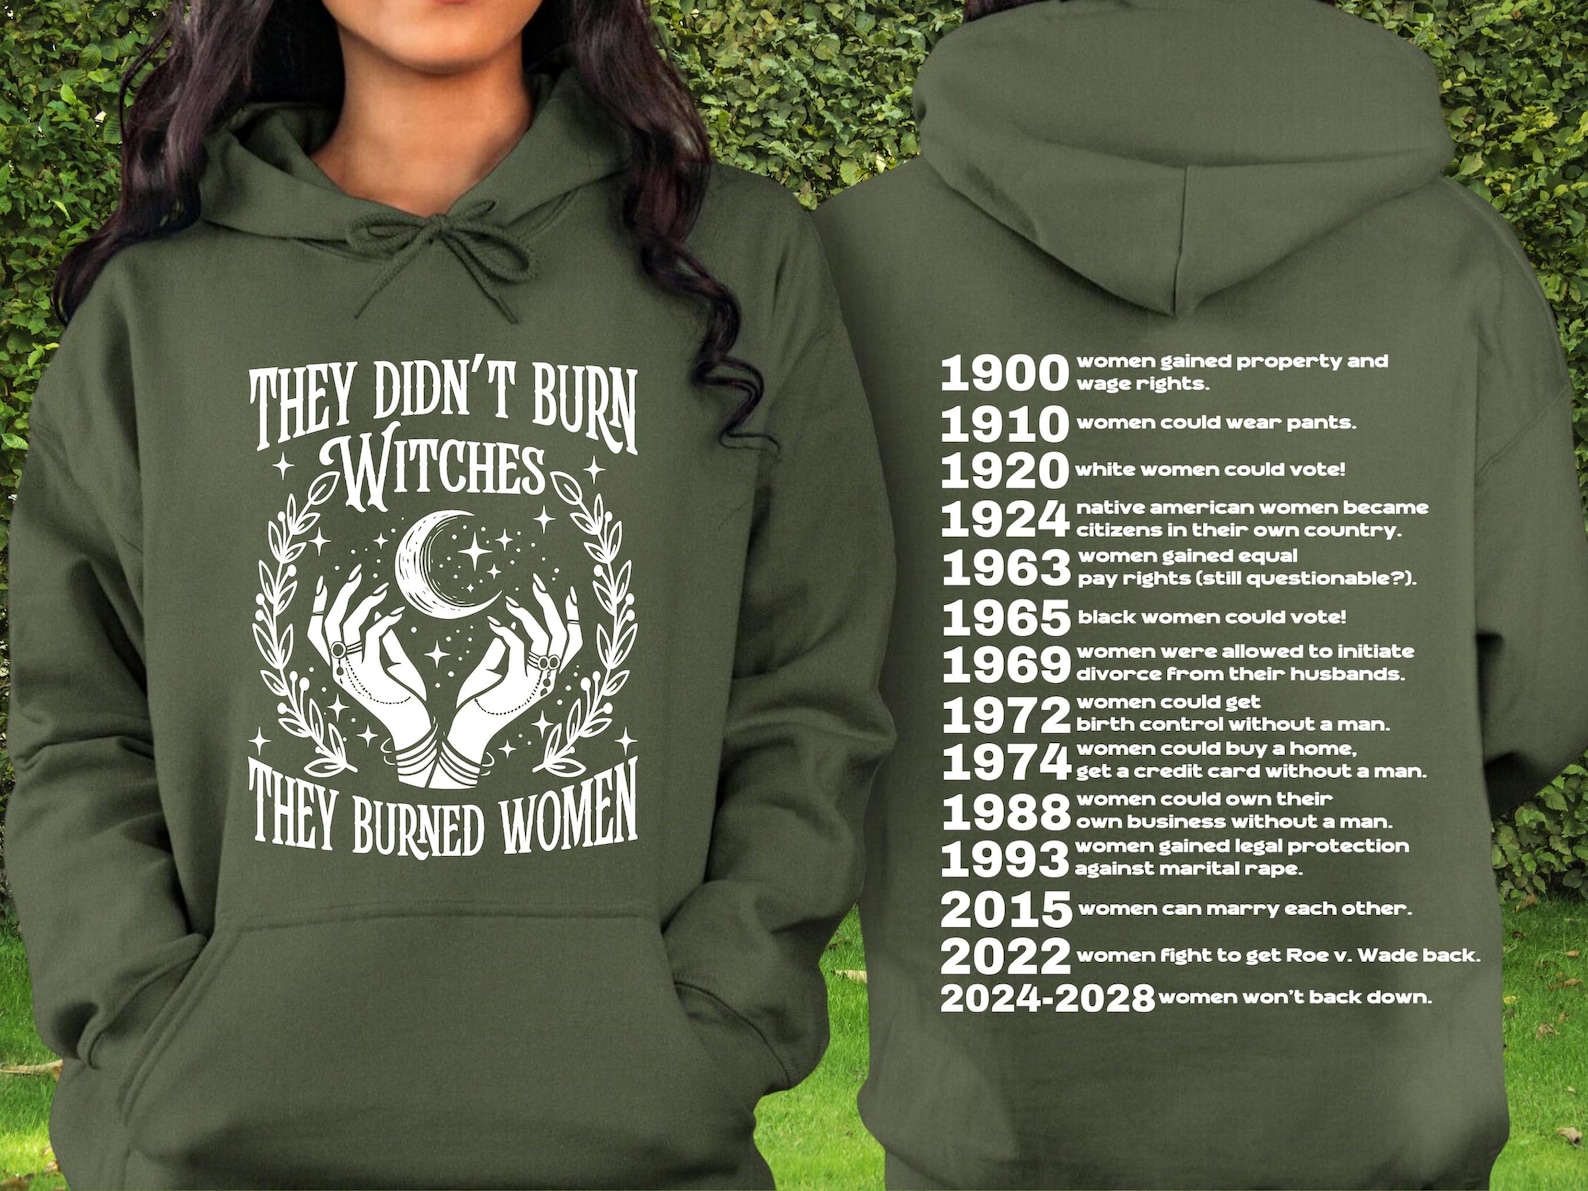 THEY DIDN'T BURN
WITCHES
THEY BURNED WOMEN
1900 women gained property and
wage rights.
1910 women could wear pants.
1920 white women could vote!
1924 native american women became
citizens in their own country.
1963 women gained equal
pay rights (still questionable?).
1965 black women could vote!
1969 women were allowed to initiate
divorce from their husbands.
1972 women could get
birth control without a man.
1974 women could buy a home,
get a credit card without a man.
1988 women could own their
own business without a man.
1993 women gained legal protection
against marital rape.
2015 women can marry each other.
2022 women fight to get Roe v. Wade back.
2024-2028 women won't back down.